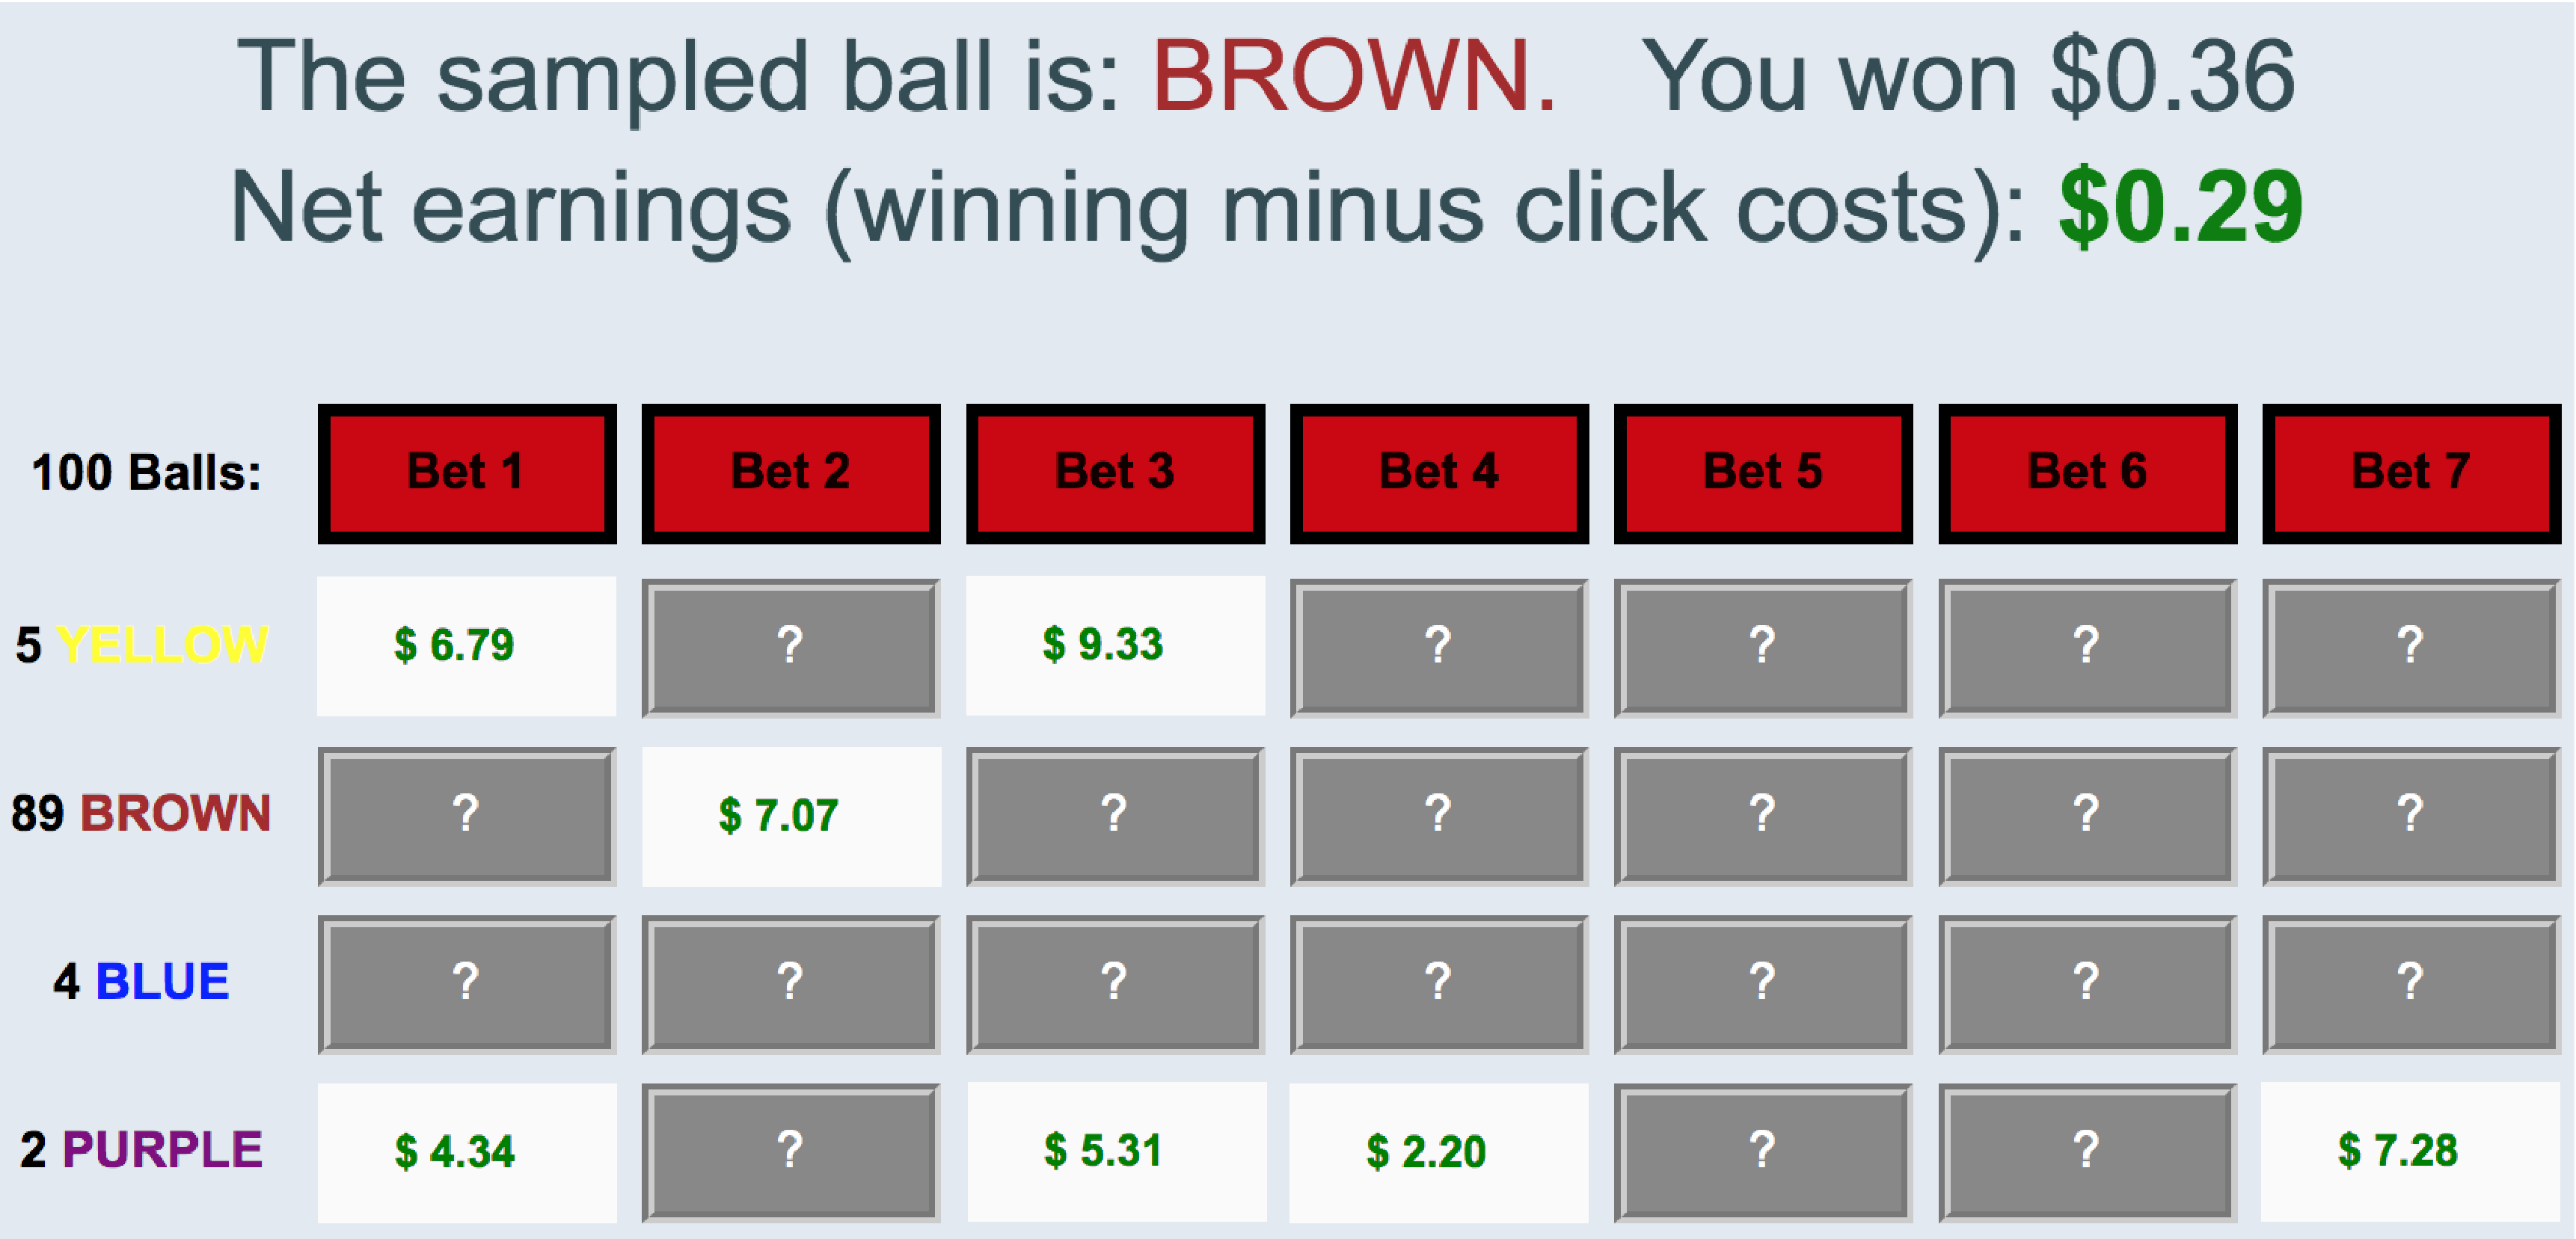 The sampled ball is: BROWN. You won $0.36
Net earnings (winning minus click costs): $0.29
100 Balls: Bet 1 Bet 2 Bet 3 Bet 4 Bet 5 Bet 6 Bet 7
5 YELLOW $ 6.79 ? $ 9.33 ? ? ? ?
89 BROWN ? $ 7.07 ? ? ? ? ?
4 BLUE ? ? ? ? ? ? ?
2 PURPLE $ 4.34 ? $ 5.31 $ 2.20 ? ? $ 7.28